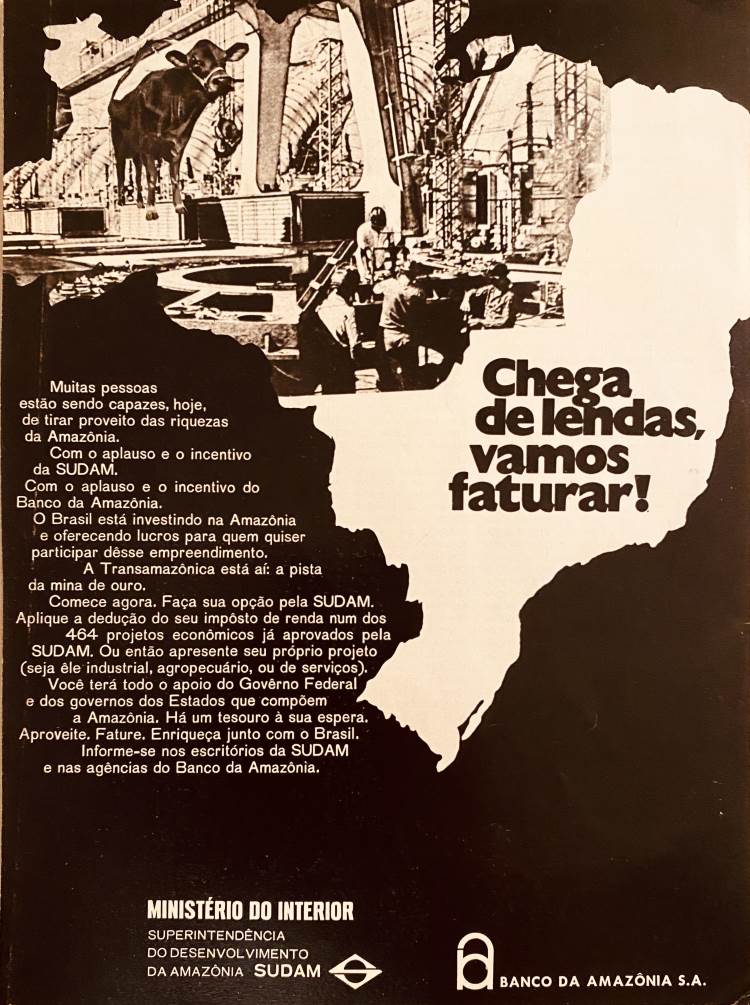 Chega
de lendas,
vamos
faturar!
Muitas pessoas
estão sendo capazes, hoje,
de tirar proveito das riquezas
da Amazônia.
Com o aplauso e o incentivo
da SUDAM.
Com o aplauso e o incentivo do
Banco da Amazônia.
O Brasil está investindo na Amazônia
e oferecendo lucros para quem quiser
participar dêsse empreendimento.
A Transamazônica está aí: a pista
da mina de ouro.
Comece agora. Faça sua opção pela SUDAM.
Aplique a dedução do seu impôsto de renda num dos
464 projetos econômicos já aprovados pela
SUDAM. Ou então apresente seu próprio projeto
(seja êle industrial, agropecuário, ou de serviços).
Você terá todo o apoio do Govêrno Federal
e dos governos dos Estados que compõem
a Amazônia. Há um tesouro à sua espera.
Aproveite. Fature. Enriqueça junto com o Brasil.
Informe-se nos escritórios da SUDAM
e nas agências do Banco da Amazônia.
MINISTÉRIO DO INTERIOR
SUPERINTENDÊNCIA
DO DESENVOLVIMENTO
DA AMAZÔNIA SUDAM
BANCO DA AMAZÔNIA S.A.